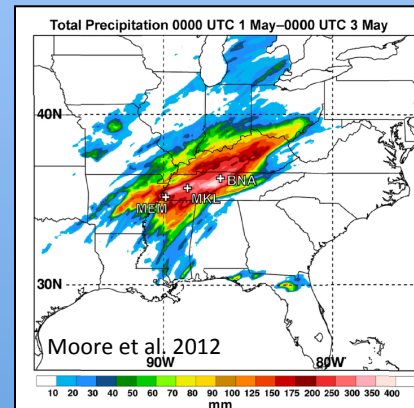 Total Precipitation 0000 UTC 1 May–0000 UTC 3 May
40N
BNA
MKL
MEM
30N
Moore et al. 2012
90W 80W
10 20 30 40 50 60 70 80 90 100 125 150 175 200 250 300 350 400
mm